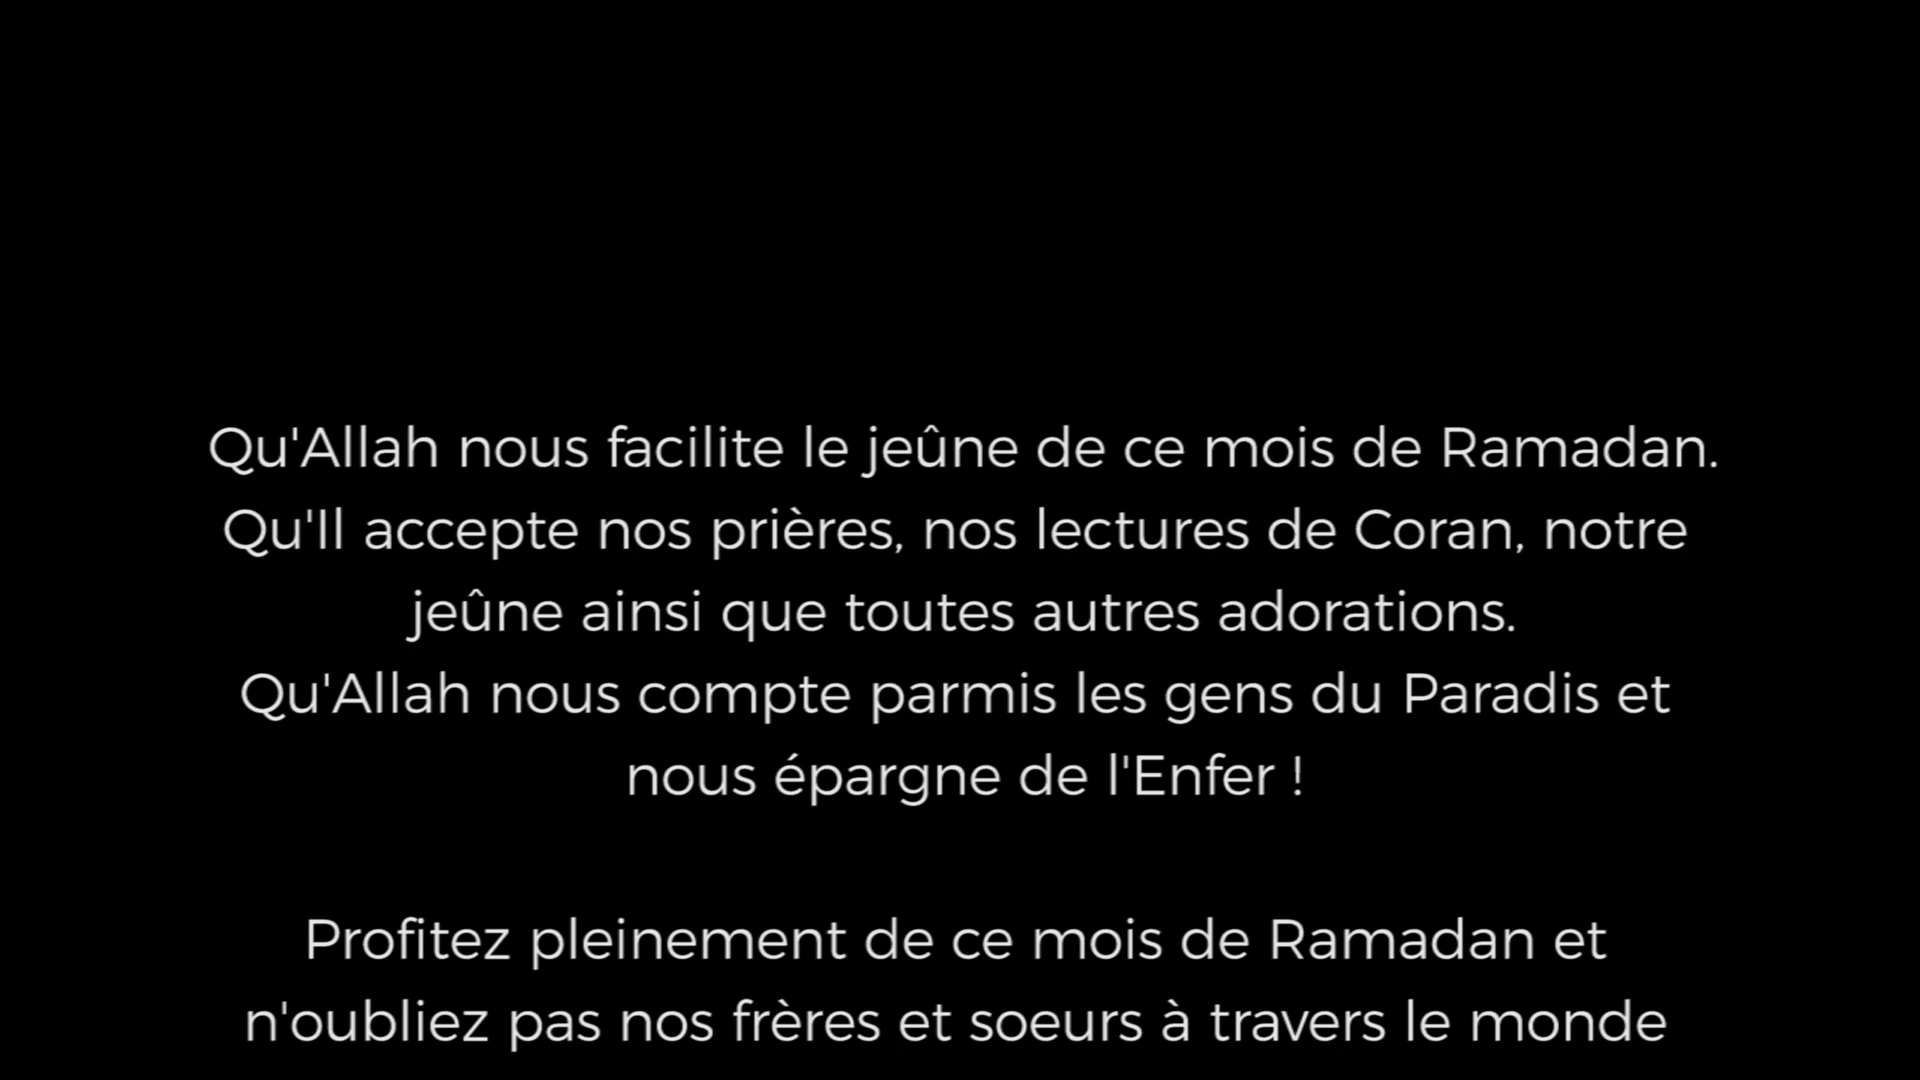 Qu'Allah nous facilite le jeûne de ce mois de Ramadan.
Qu'Il accepte nos prières, nos lectures de Coran, notre
jeûne ainsi que toutes autres adorations.
Qu'Allah nous compte parmis les gens du Paradis et
nous épargne de l'Enfer !
Profitez pleinement de ce mois de Ramadan et
n'oubliez pas nos frères et soeurs à travers le monde